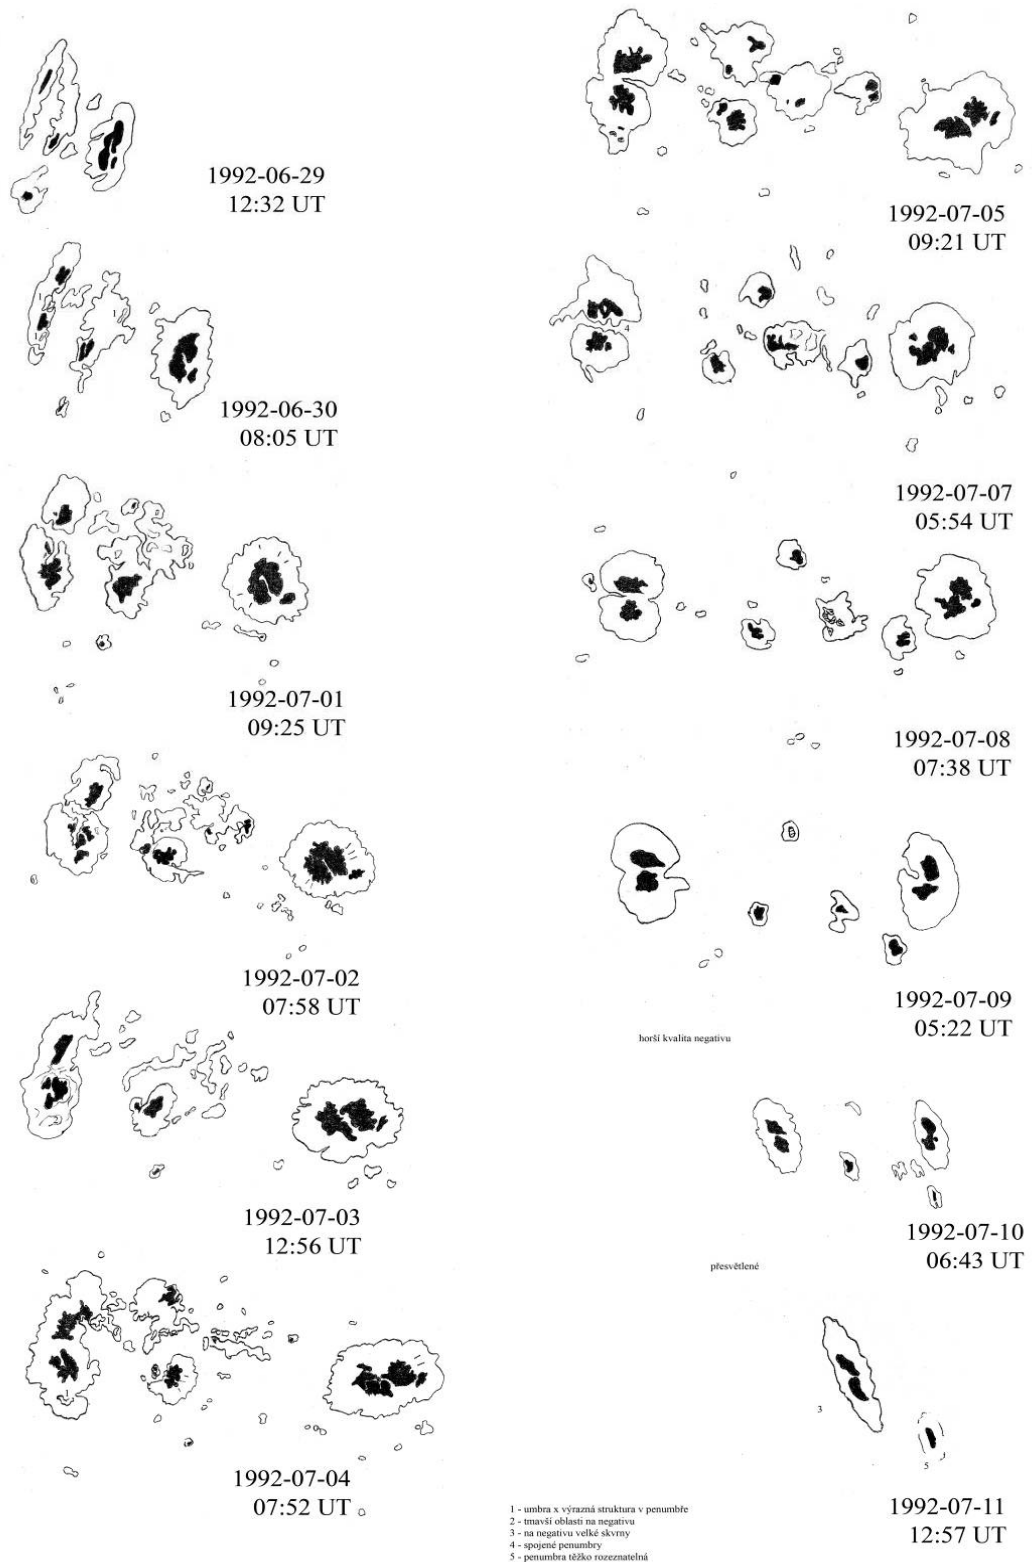 1992-06-29
12:32 UT
1992-06-30
08:05 UT
1992-07-01
09:25 UT
1992-07-02
07:58 UT
1992-07-03
12:56 UT
1992-07-04
07:52 UT
1992-07-05
09:21 UT
4
1992-07-07
05:54 UT
1992-07-08
07:38 UT
1992-07-09
05:22 UT
horší kvalita negativu
1992-07-10
06:43 UT
přesvětlené
3
5
1992-07-11
12:57 UT
1 - umbra x výrazná struktura v penumbře
2 - tmavší oblasti na negativu
3 - na negativu velké skvrny
4 - spojené penumbry
5 - penumbra těžko rozeznatelná